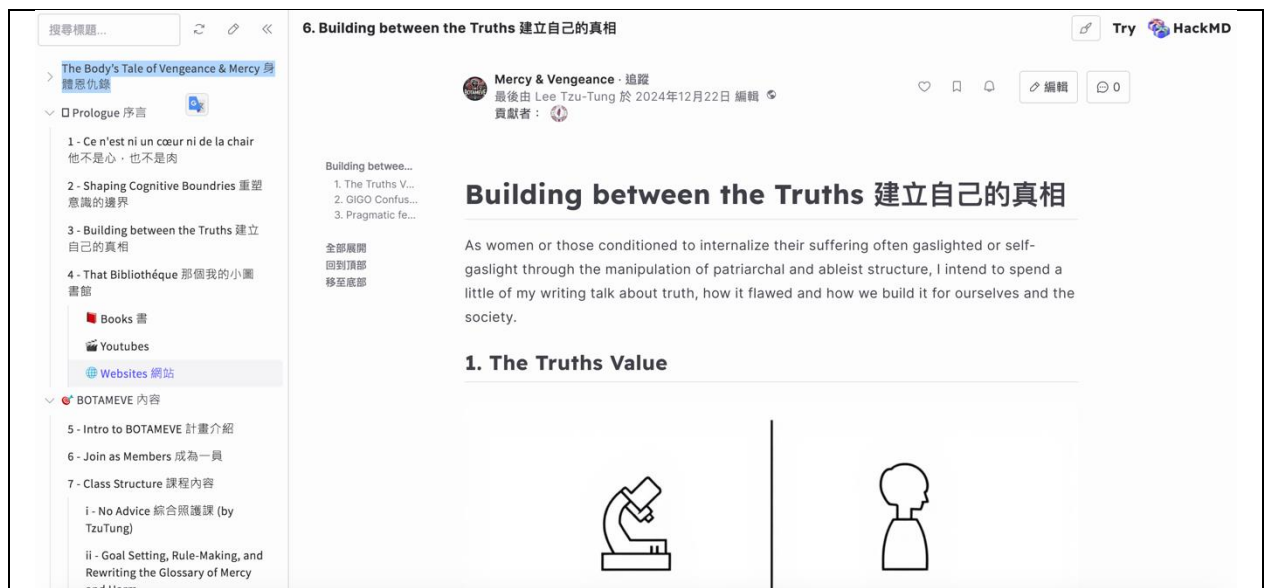 搜尋標題...
The Body's Tale of Vengeance & Mercy 身
體恩仇錄
Prologue 序言
1 - Ce n'est ni un cœur ni de la chair
他不是心，也不是肉
2 - Shaping Cognitive Boundries 重塑
意識的邊界
3 - Building between the Truths 建立
自己的真相
4 - That Bibliothéque 那個我的小圖
書館
Books 書
Youtubes
Websites 網站
BOTAMEVE 內容
5 - Intro to BOTAMEVE 計畫介紹
6 - Join as Members 成為一員
7 - Class Structure 課程內容
i - No Advice 綜合照護課 (by
TzuTung)
ii - Goal Setting, Rule-Making, and
Rewriting the Glossary of Mercy
and Harm
6. Building between the Truths 建立自己的真相
Try HackMD
Mercy & Vengeance · 追蹤
最後由 Lee Tzu-Tung 於 2024年12月22日 編輯
貢獻者：
編輯
0
Building betwee...
1. The Truths V...
2. GIGO Confus...
3. Pragmatic fe...
全部展開
回到頂部
移至底部
Building between the Truths 建立自己的真相
As women or those conditioned to internalize their suffering often gaslighted or self-
gaslight through the manipulation of patriarchal and ableist structure, I intend to spend a
little of my writing talk about truth, how it flawed and how we build it for ourselves and the
society.
1. The Truths Value